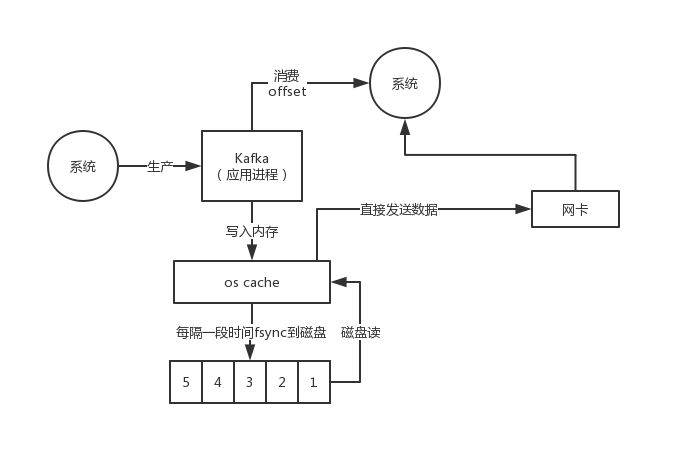 消费
offset
系统
系统
生产
Kafka
（应用进程）
写入内存
直接发送数据
网卡
os cache
每隔一段时间fsync到磁盘
磁盘读
5 4 3 2 1